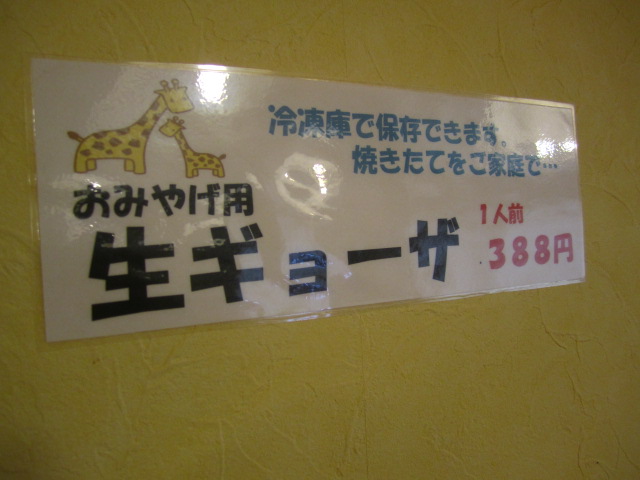 冷凍庫で保存できます。
焼きたてをご家庭で…
おみやげ用
生ギョーザ
1人前
388円